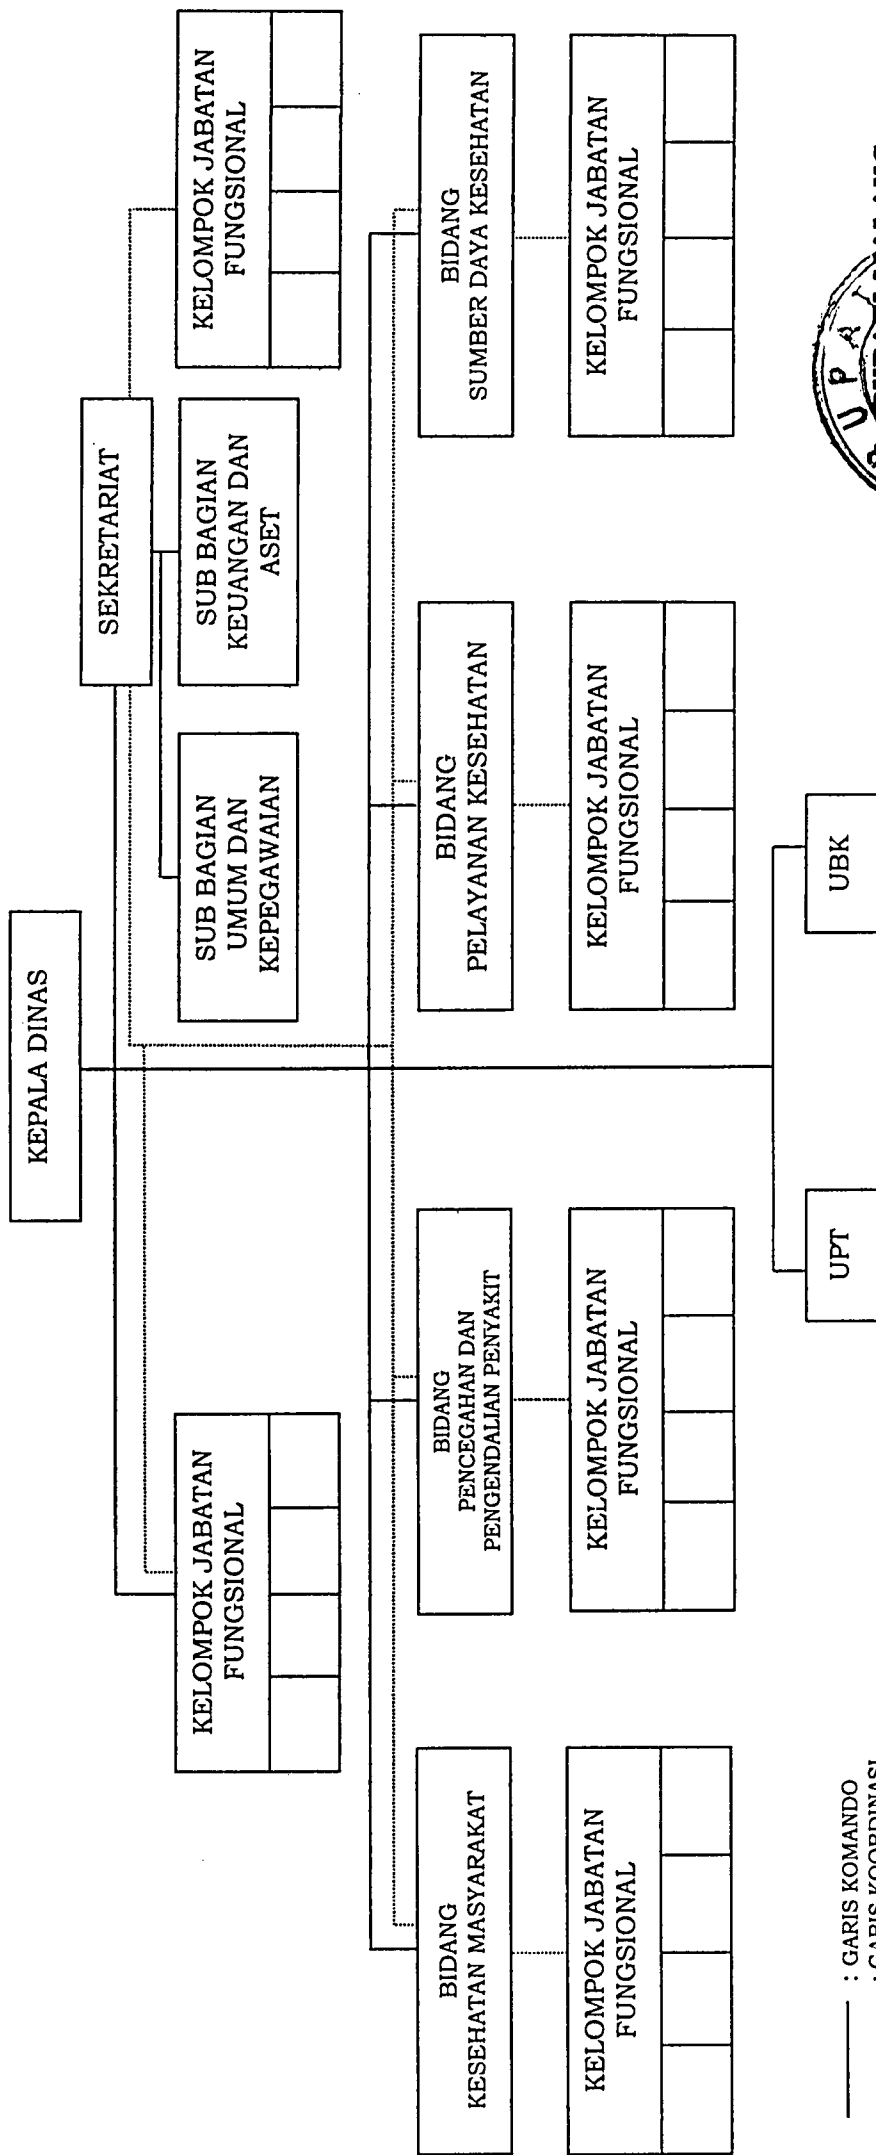 KEPALA DINAS
SEKRETARIAT
KELOMPOK JABATAN
FUNGSIONAL
SUB BAGIAN
UMUM DAN
KEPEGAWAIAN
SUB BAGIAN
KEUANGAN DAN
ASET
KELOMPOK JABATAN
FUNGSIONAL
BIDANG
KESEHATAN MASYARAKAT
BIDANG
PENCEGAHAN DAN
PENGENDALIAN PENYAKIT
BIDANG
PELAYANAN KESEHATAN
BIDANG
SUMBER DAYA KESEHATAN
KELOMPOK JABATAN
FUNGSIONAL
KELOMPOK JABATAN
FUNGSIONAL
KELOMPOK JABATAN
FUNGSIONAL
KELOMPOK JABATAN
FUNGSIONAL
UPT
UBK
: GARIS KOMANDO
: GARIS KOORDINASI